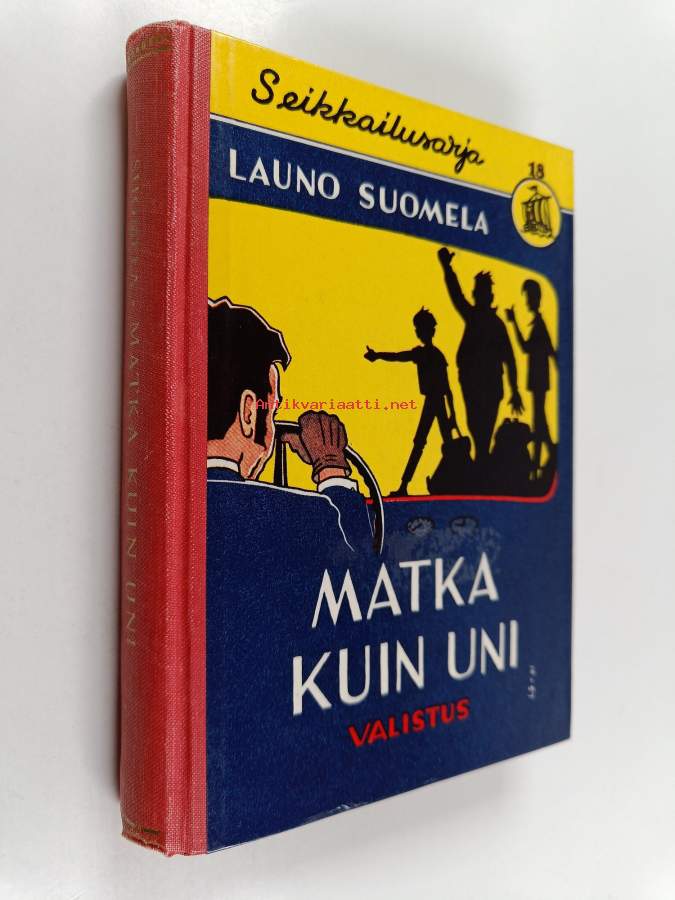 Seikkailusarja
18
LAUNO SUOMELA
Antikvariaatti.net
MATKA
KUIN UNI
VALISTUS
SUOMELA - MATKA KUIN UNI